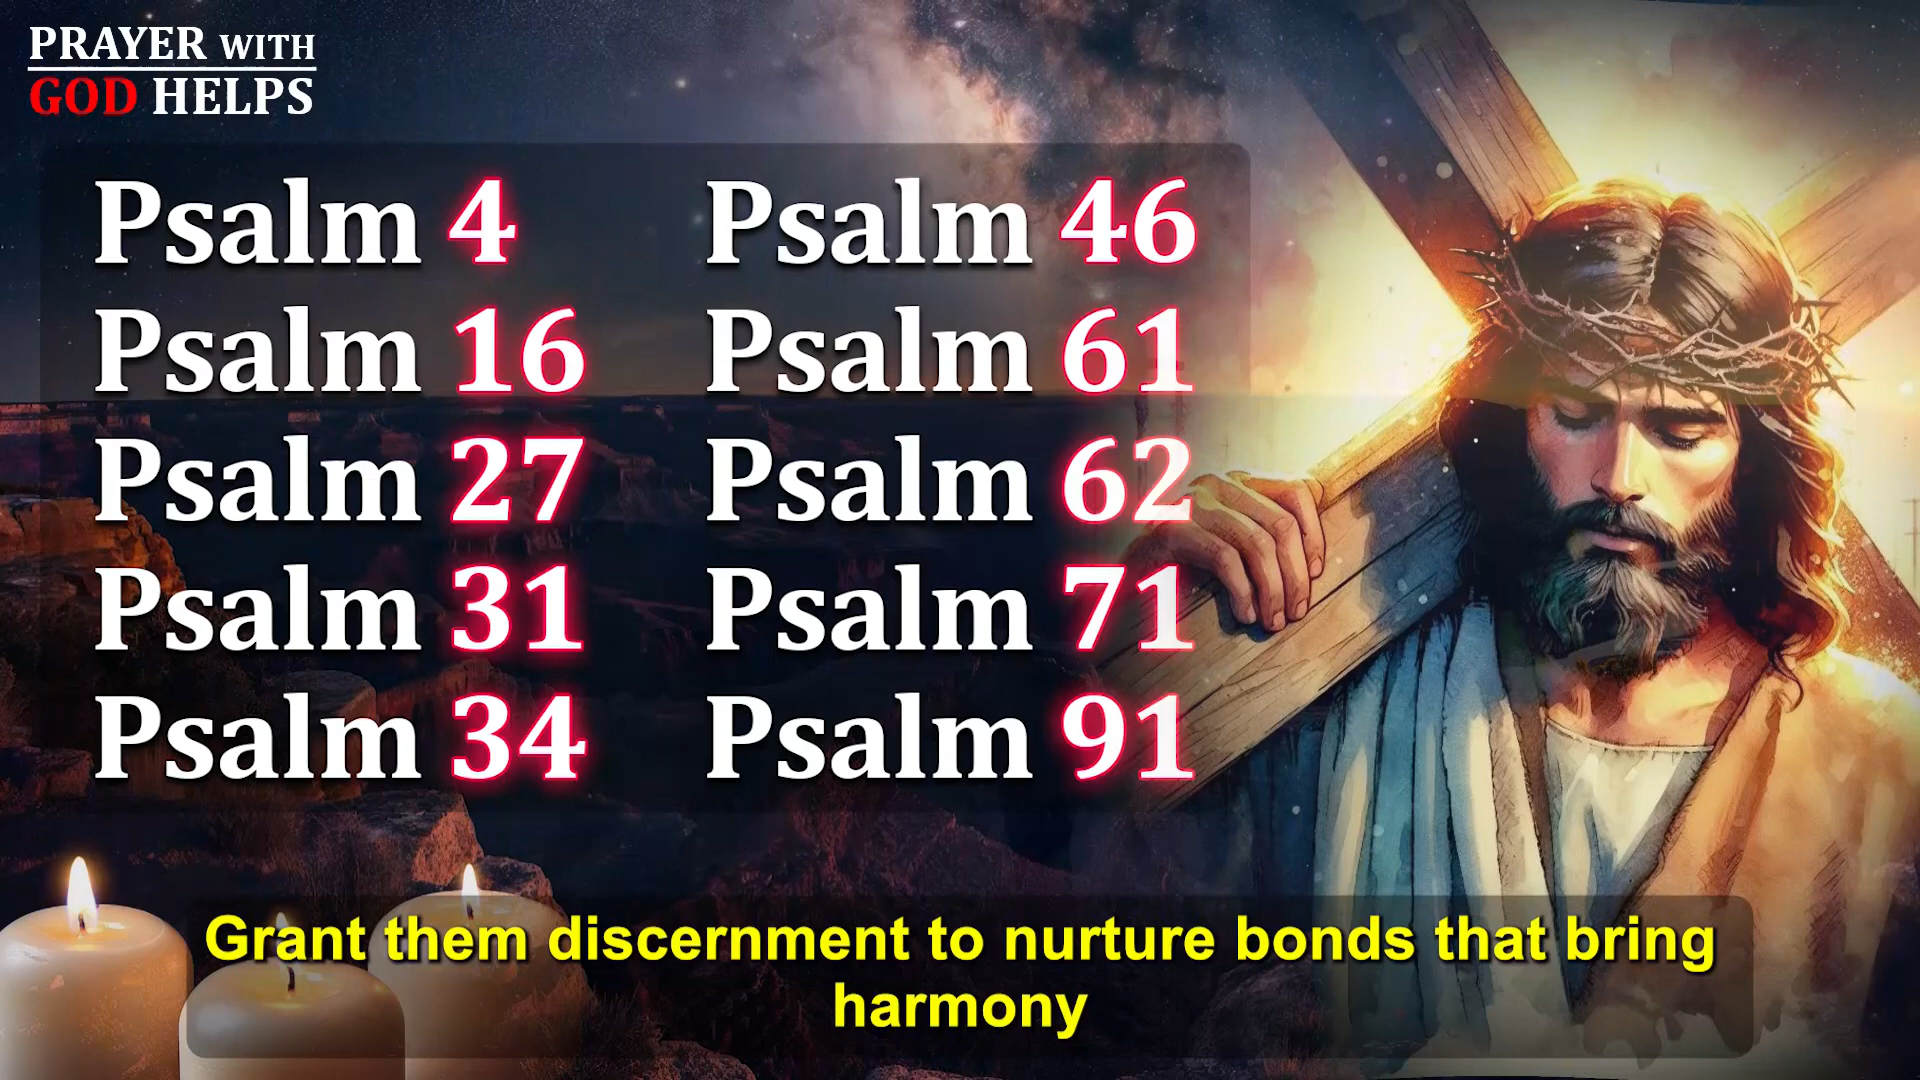 PRAYER WITH
GOD HELPS
Psalm 4
Psalm 16
Psalm 27
Psalm 31
Psalm 34
Psalm 46
Psalm 61
Psalm 62
Psalm 71
Psalm 91
Grant them discernment to nurture bonds that bring
harmony